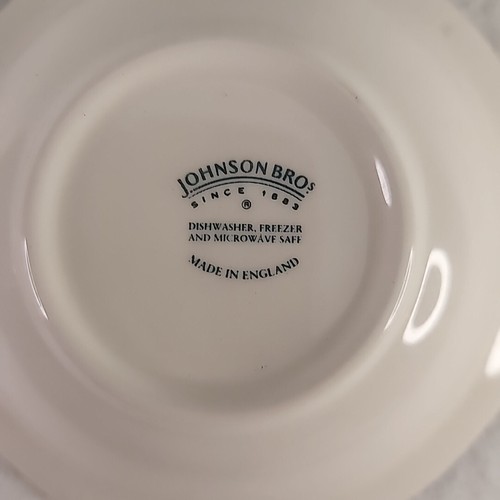 JOHNSON BROS
SINCE 1883
®
DISHWASHER, FREEZER
AND MICROWAVE SAFE
MADE IN ENGLAND